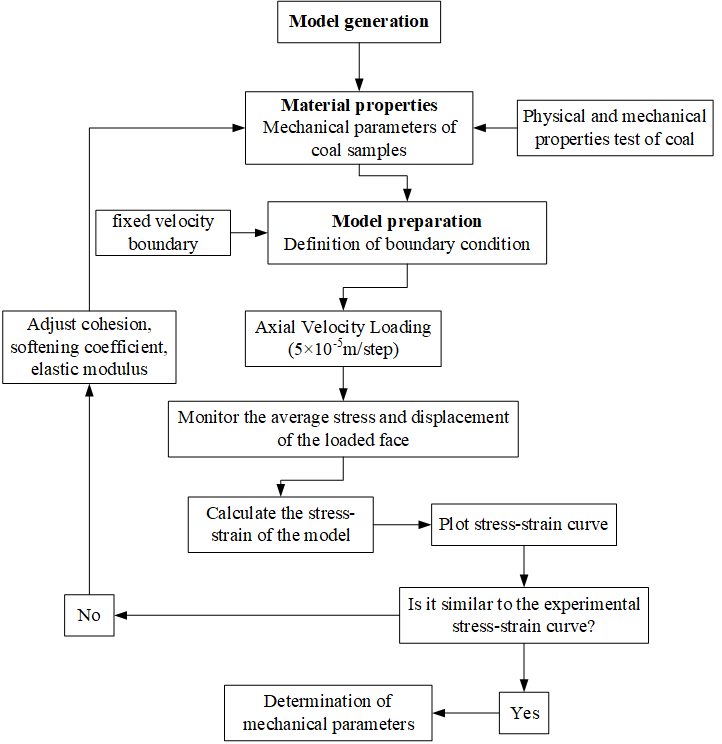 Model generation
Material properties
Mechanical parameters of
coal samples
Physical and mechanical
properties test of coal
fixed velocity
boundary
Model preparation
Definition of boundary condition
Adjust cohesion,
softening coefficient,
elastic modulus
Axial Velocity Loading
(5×10⁻⁵m/step)
Monitor the average stress and displacement
of the loaded face
Calculate the stress-
strain of the model
Plot stress-strain curve
No
Is it similar to the experimental
stress-strain curve?
Determination of
mechanical parameters
Yes